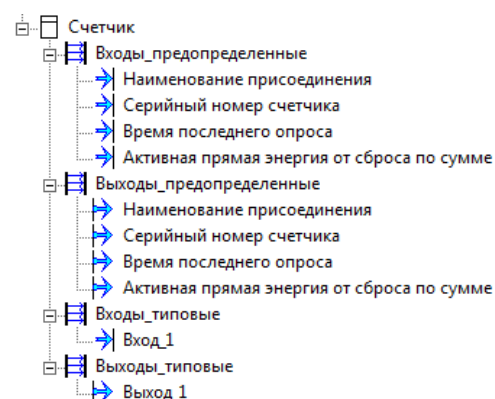 Счетчик
Входы_предопределенные
Наименование присоединения
Серийный номер счетчика
Время последнего опроса
Активная прямая энергия от сброса по сумме
Выходы_предопределенные
Наименование присоединения
Серийный номер счетчика
Время последнего опроса
Активная прямая энергия от сброса по сумме
Входы_типовые
Вход_1
Выходы_типовые
Выход 1